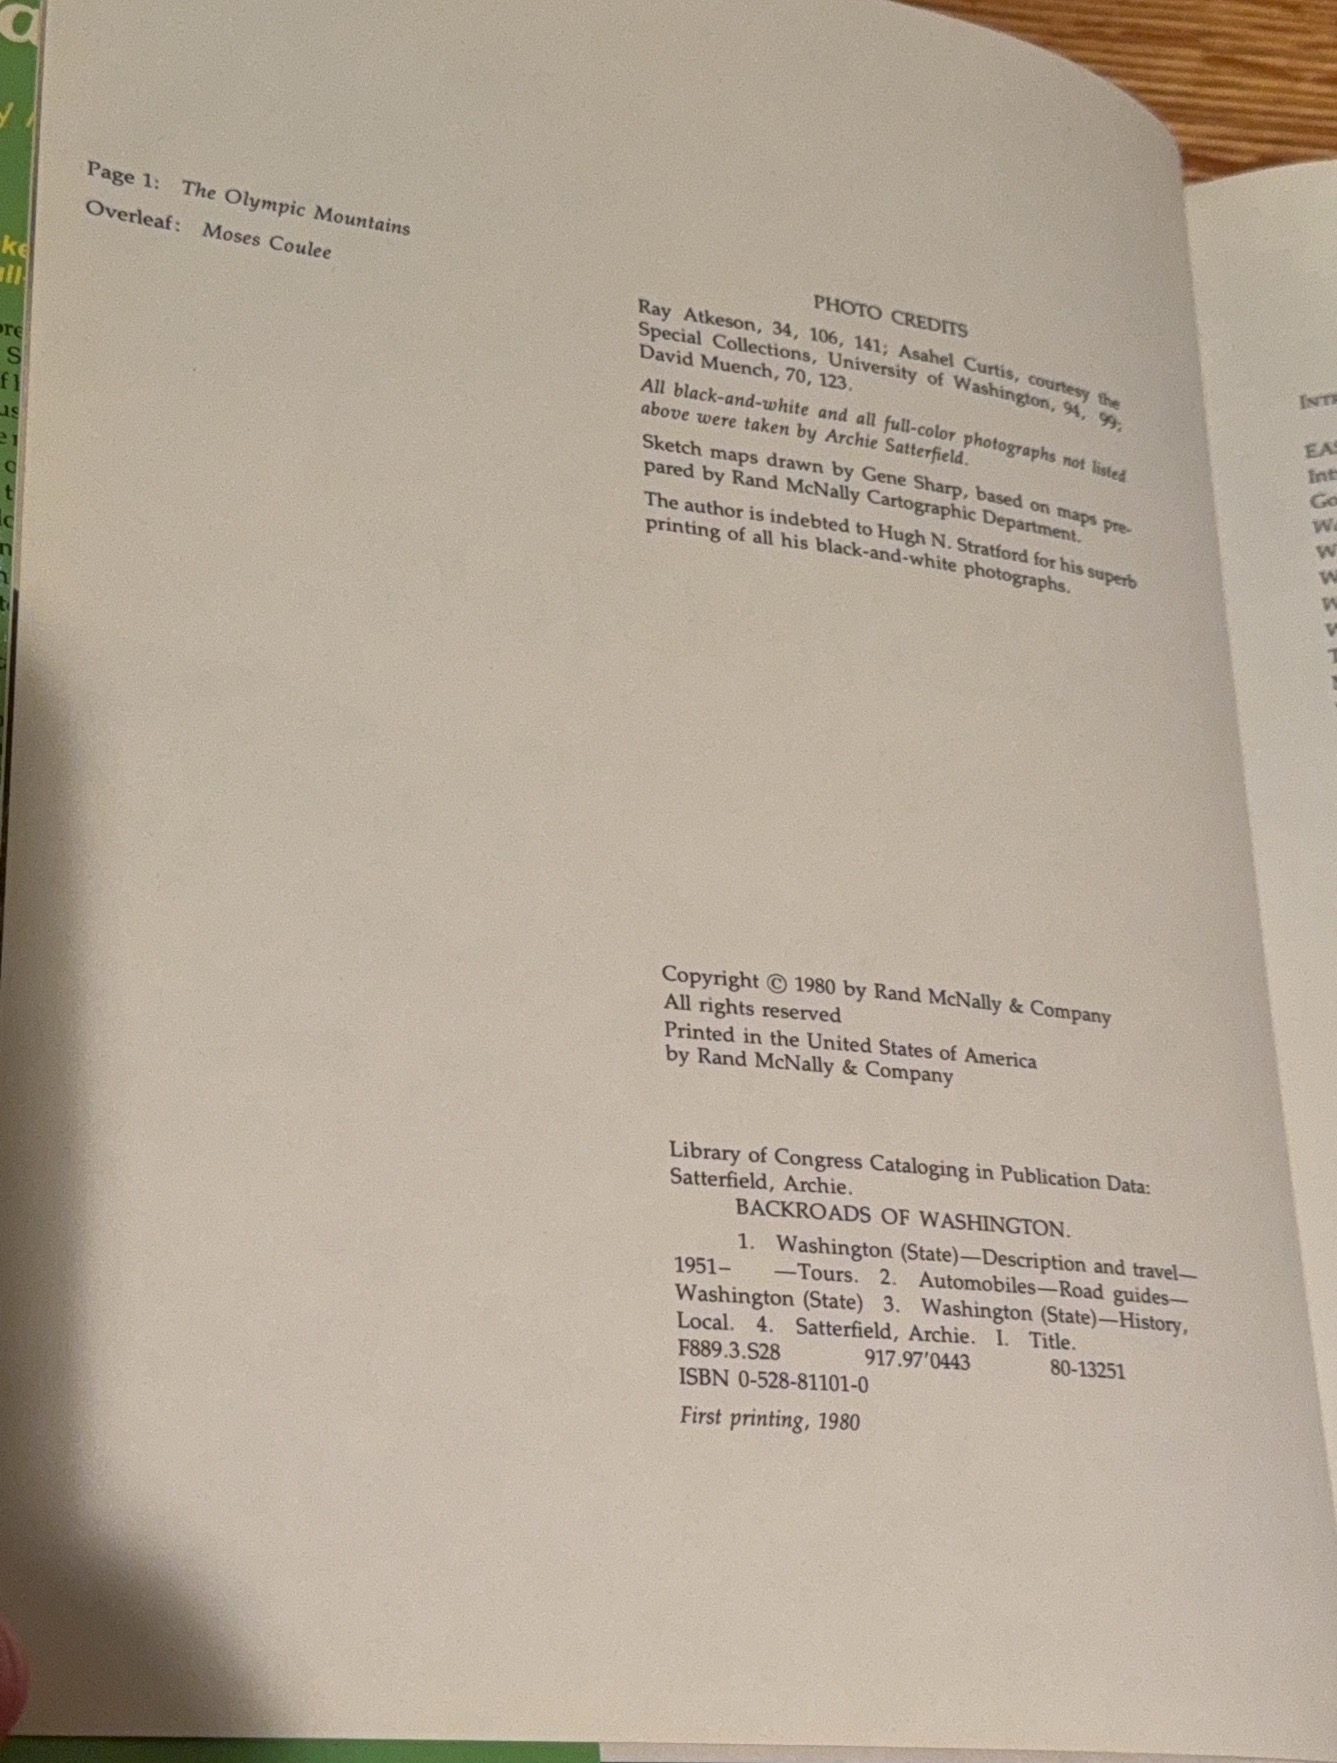 Page 1: The Olympic Mountains
Overleaf: Moses Coulee
PHOTO CREDITS
Ray Atkeson, 34, 106, 141; Asahel Curtis, courtesy the
Special Collections, University of Washington, 94, 99;
David Muench, 70, 123.
All black-and-white and all full-color photographs not listed
above were taken by Archie Satterfield.
Sketch maps drawn by Gene Sharp, based on maps pre-
pared by Rand McNally Cartographic Department.
The author is indebted to Hugh N. Stratford for his superb
printing of all his black-and-white photographs.
Copyright © 1980 by Rand McNally & Company
All rights reserved
Printed in the United States of America
by Rand McNally & Company
Library of Congress Cataloging in Publication Data:
Satterfield, Archie.
BACKROADS OF WASHINGTON.
1. Washington (State)—Description and travel—
1951– —Tours. 2. Automobiles—Road guides—
Washington (State) 3. Washington (State)—History,
Local. 4. Satterfield, Archie. I. Title.
F889.3.S28 917.97'0443 80-13251
ISBN 0-528-81101-0
First printing, 1980